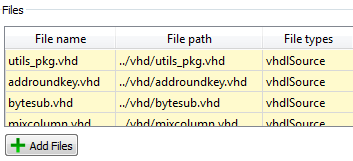 Files
File name File path File types
utils_pkg.vhd ../vhd/utils_pkg.vhd vhdlSource
addroundkey.vhd ../vhd/addroundkey.vhd vhdlSource
bytesub.vhd ../vhd/bytesub.vhd vhdlSource
mixcolumn.vhd ../vhd/mixcolumn.vhd vhdlSource
Add Files